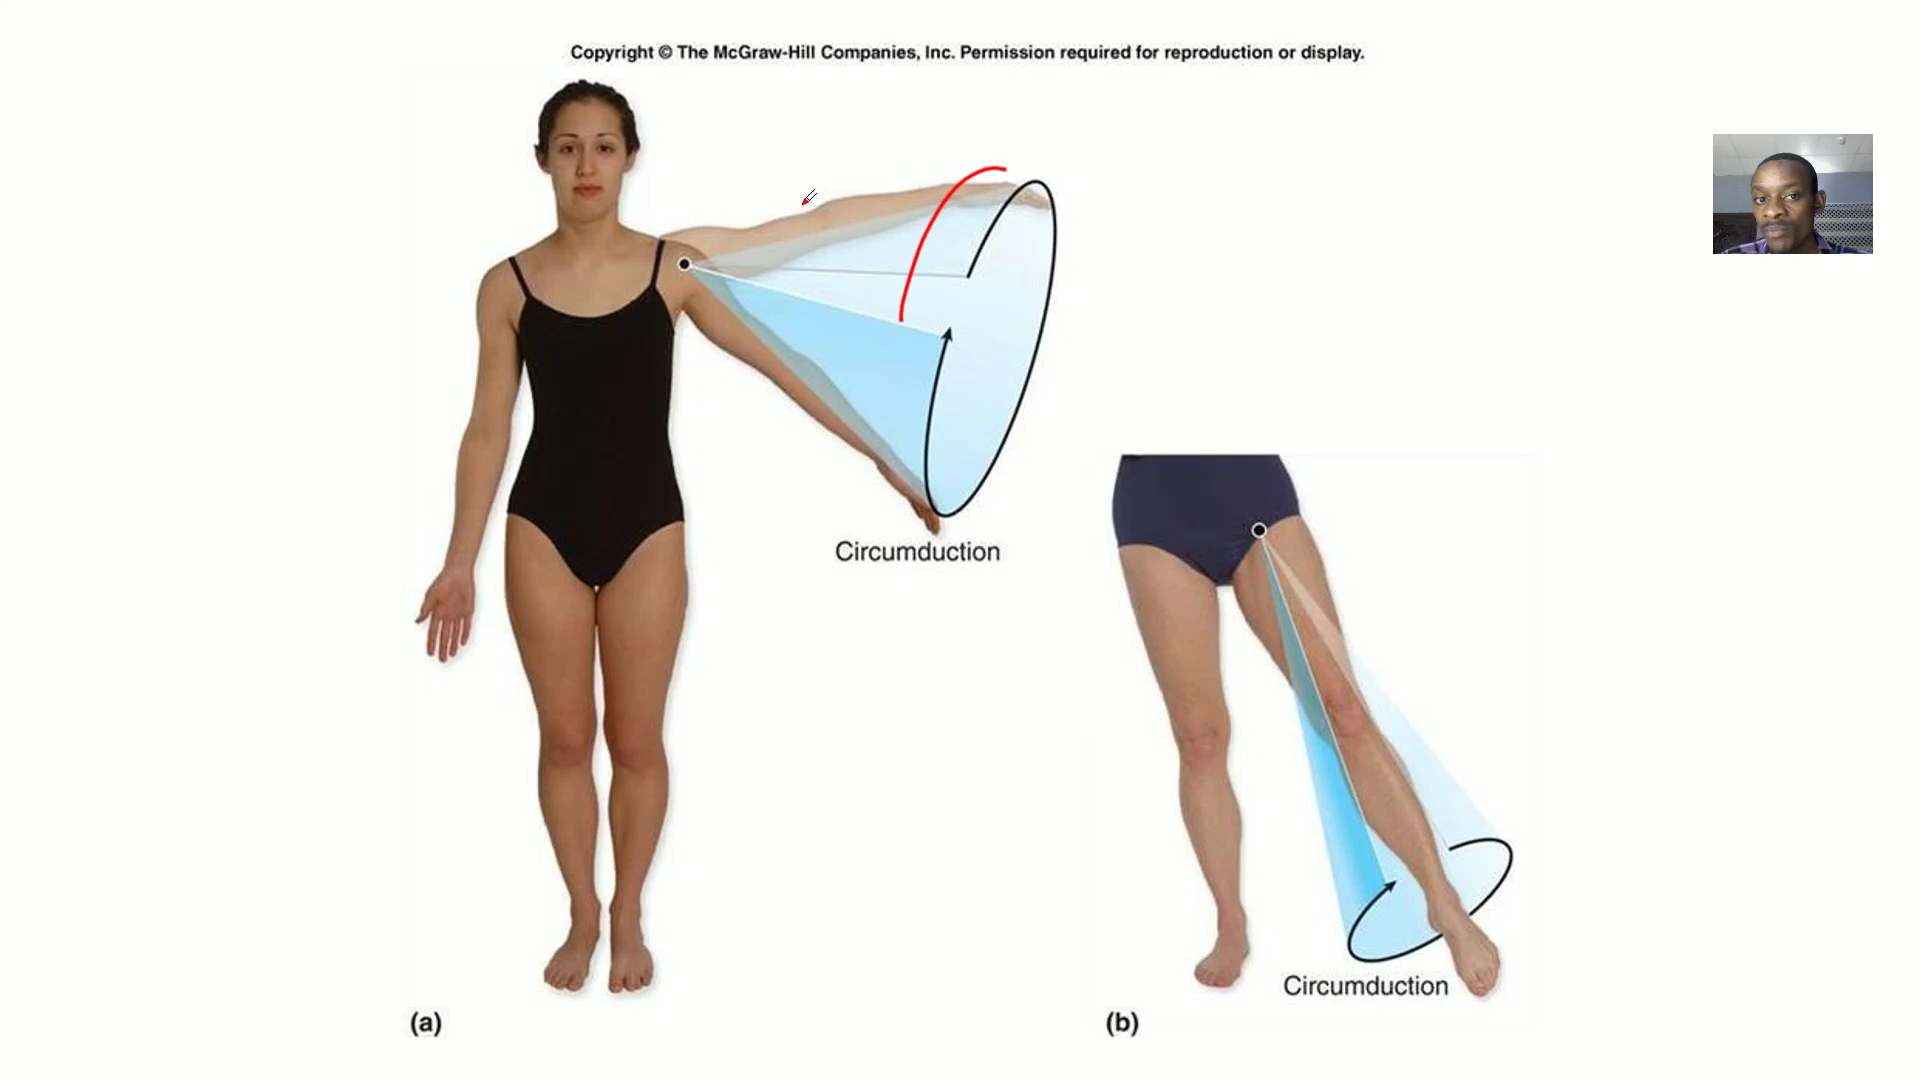 Copyright © The McGraw-Hill Companies, Inc. Permission required for reproduction or display.
Circumduction
Circumduction
(a)
(b)